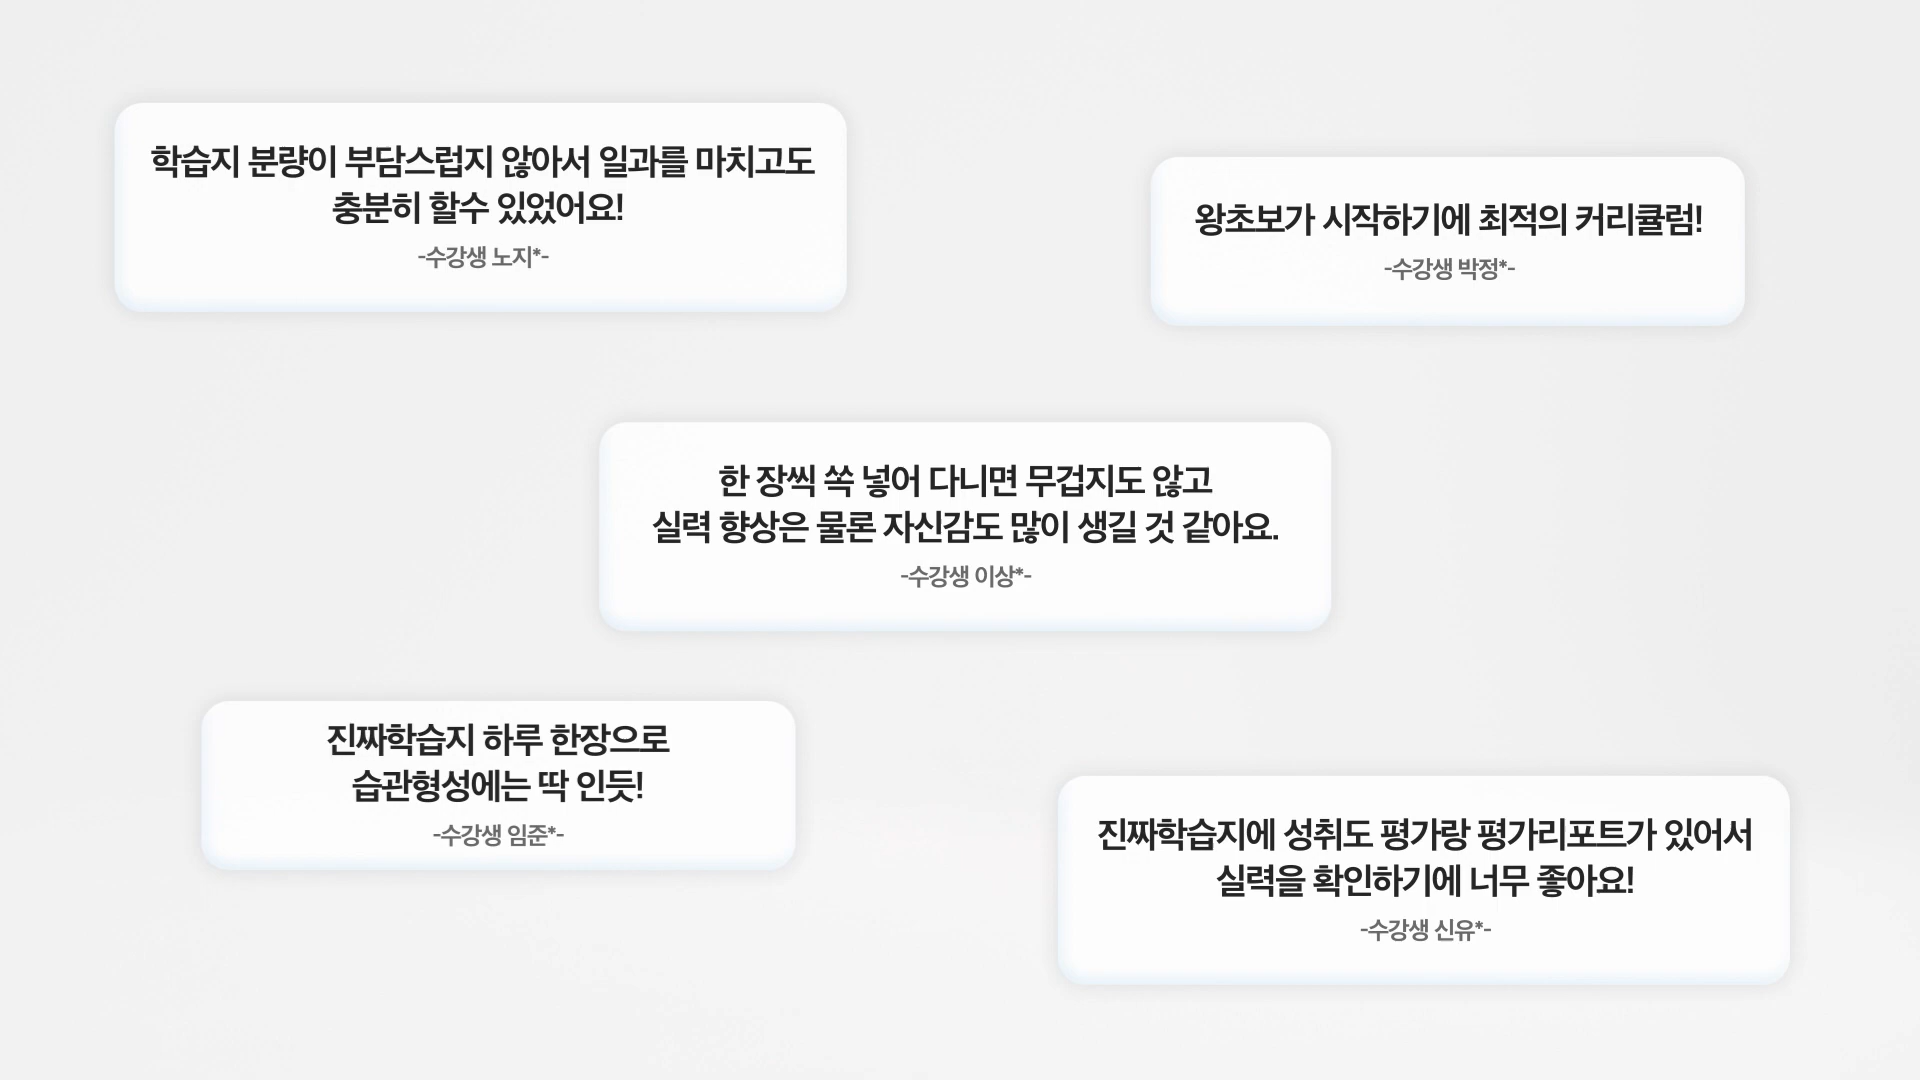 학습지 분량이 부담스럽지 않아서 일과를 마치고도
충분히 할수 있었어요!
-수강생 노지*-
왕초보가 시작하기에 최적의 커리큘럼!
-수강생 박정*-
한 장씩 쏙 넣어 다니면 무겁지도 않고
실력 향상은 물론 자신감도 많이 생길 것 같아요.
-수강생 이상*-
진짜학습지 하루 한장으로
습관형성에는 딱 인듯!
-수강생 임준*-
진짜학습지에 성취도 평가랑 평가리포트가 있어서
실력을 확인하기에 너무 좋아요!
-수강생 신유*-